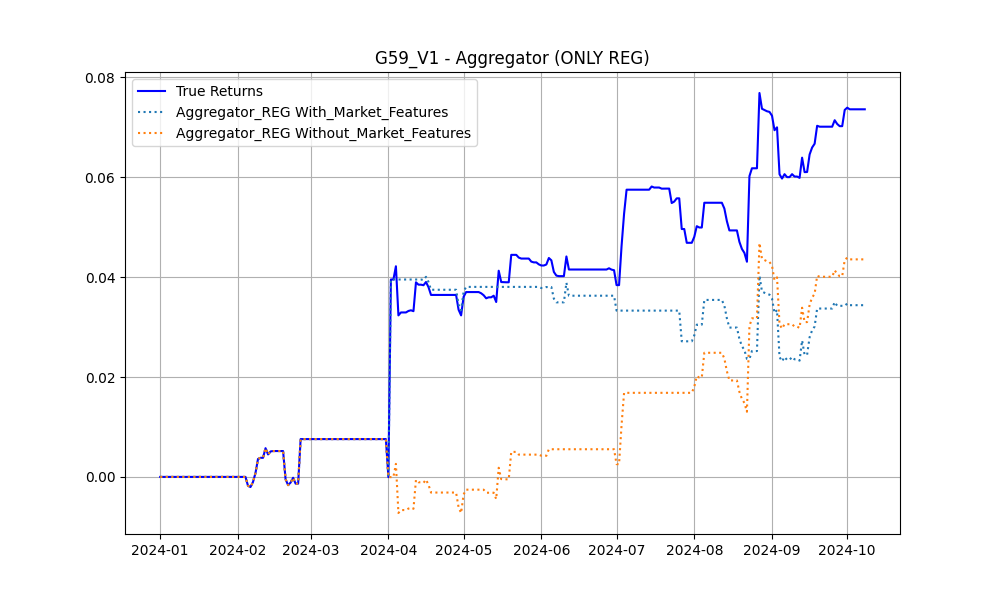 G59_V1 - Aggregator (ONLY REG)
True Returns
Aggregator_REG With_Market_Features
Aggregator_REG Without_Market_Features
0.08
0.06
0.04
0.02
0.00
2024-01 2024-02 2024-03 2024-04 2024-05 2024-06 2024-07 2024-08 2024-09 2024-10